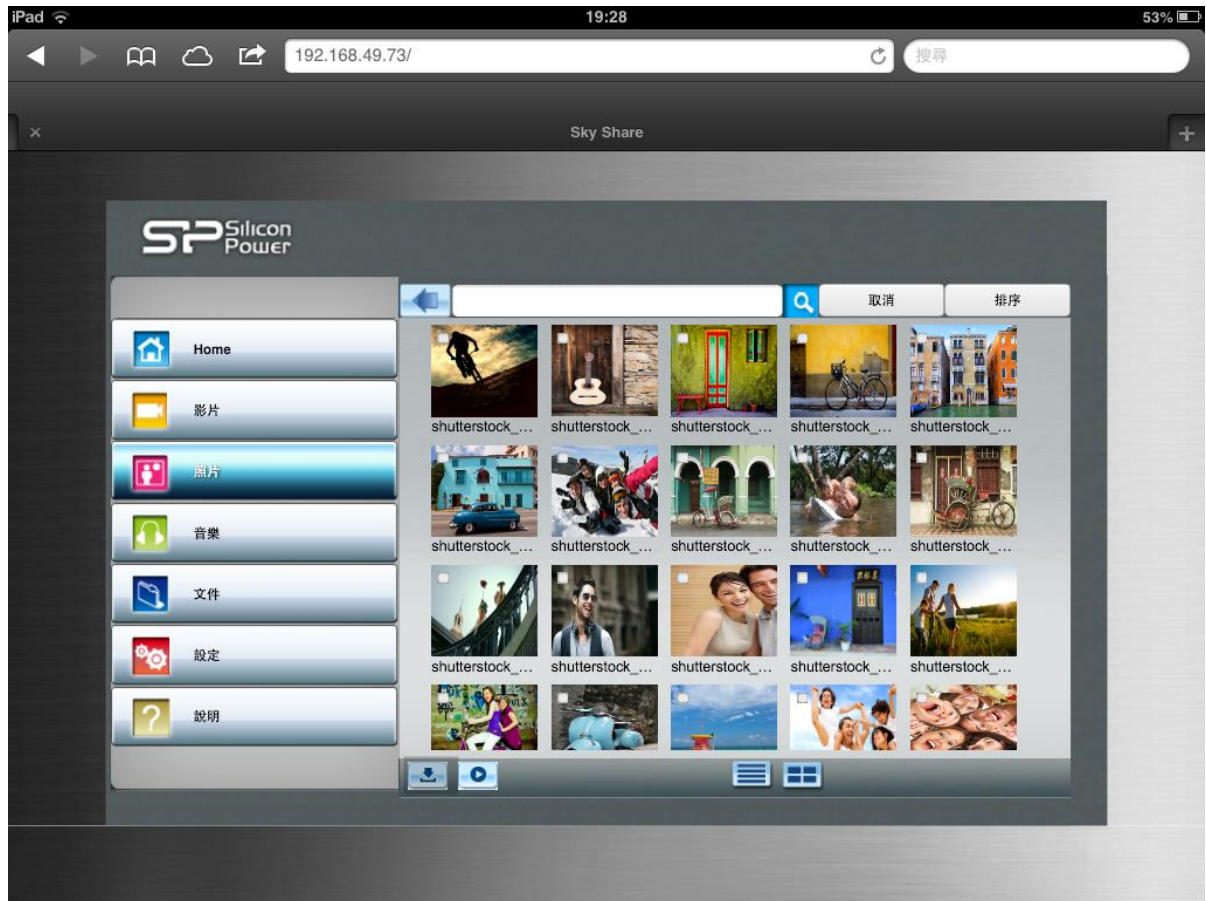 iPad 19:28 53%
192.168.49.73/ 搜尋
Sky Share
SP Silicon
Power
取消 排序
Home
影片
照片
音樂
文件
設定
說明
shutterstock_... shutterstock_... shutterstock_... shutterstock_... shutterstock_...
shutterstock_... shutterstock_... shutterstock_... shutterstock_... shutterstock_...
shutterstock_... shutterstock_... shutterstock_... shutterstock_... shutterstock_...